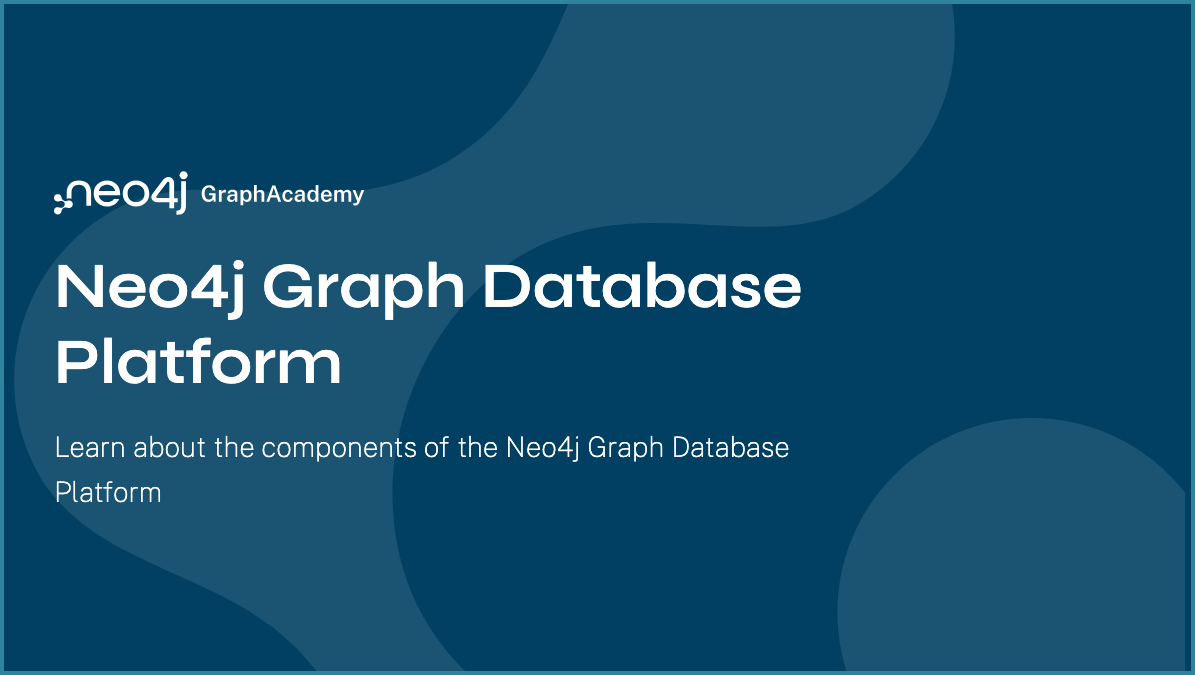 neo4j GraphAcademy
Neo4j Graph Database
Platform
Learn about the components of the Neo4j Graph Database
Platform